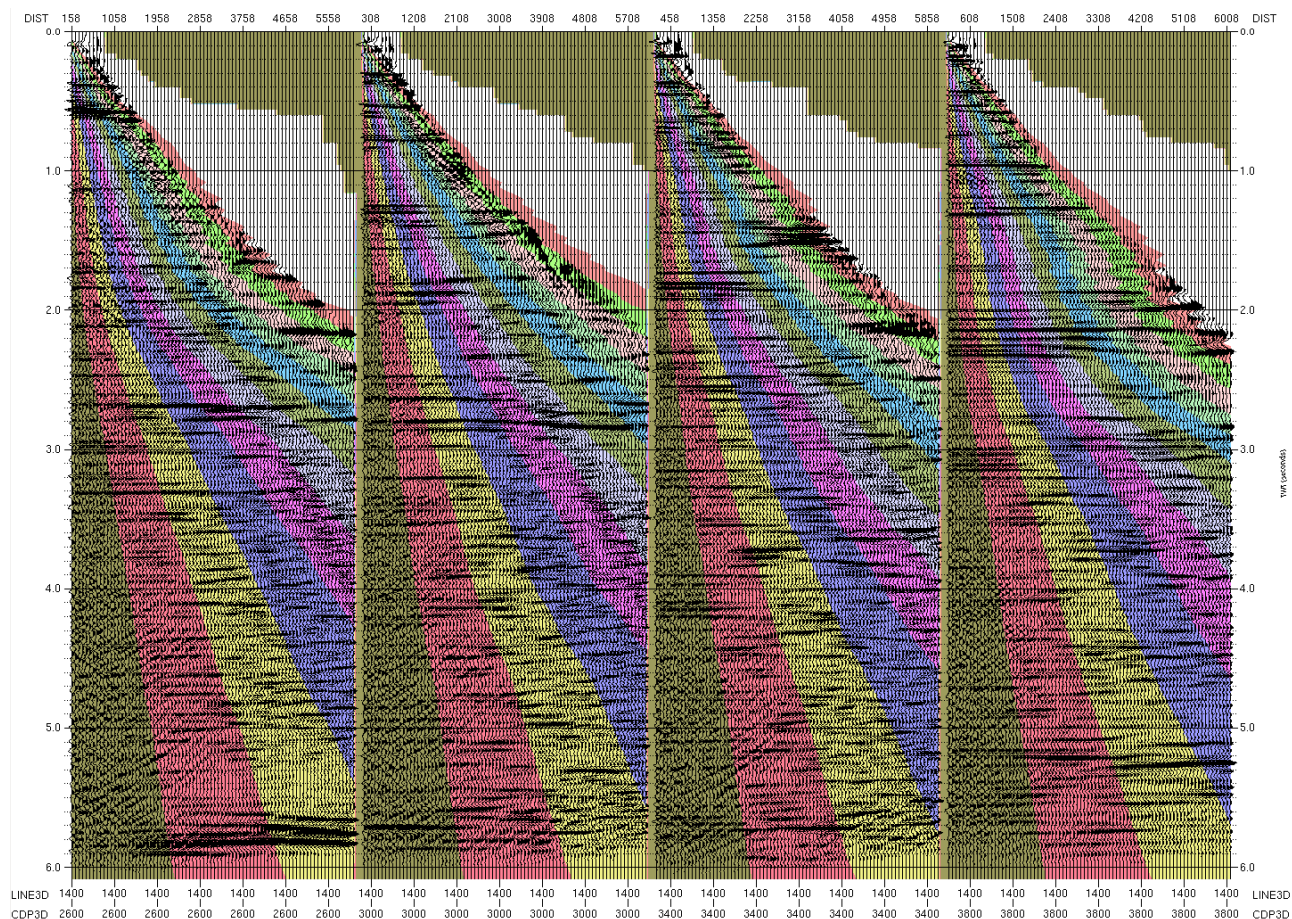 DIST 158 1058 1958 2858 3758 4658 5558 308 1208 2108 3008 3908 4808 5708 458 1358 2258 3158 4058 4958 5858 608 1508 2408 3308 4208 5108 6008 DIST
0.0 0.0
1.0 1.0
2.0 2.0
3.0 3.0
TWT (seconds)
4.0 4.0
5.0 5.0
6.0 6.0
LINE3D 1400 1400 1400 1400 1400 1400 1400 1400 1400 1400 1400 1400 1400 1400 1400 1400 1400 1400 1400 1400 1400 1400 1400 1400 1400 1400 1400 LINE3D
CDP3D 2600 2600 2600 2600 2600 2600 2600 3000 3000 3000 3000 3000 3000 3000 3400 3400 3400 3400 3400 3400 3400 3800 3800 3800 3800 3800 3800 3800 CDP3D